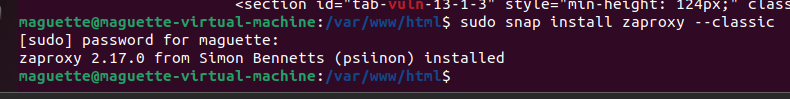 <section id="tab-vuln-13-1-3" style="min-height: 124px;" class
maguette@maguette-virtual-machine:/var/www/html$ sudo snap install zaproxy --classic
[sudo] password for maguette:
zaproxy 2.17.0 from Simon Bennetts (psiinon) installed
maguette@maguette-virtual-machine:/var/www/html$